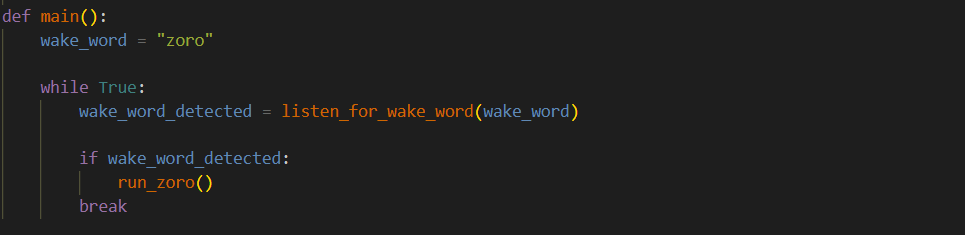 def main():
    wake_word = "zoro"
    while True:
        wake_word_detected = listen_for_wake_word(wake_word)
        if wake_word_detected:
            run_zoro()
        break